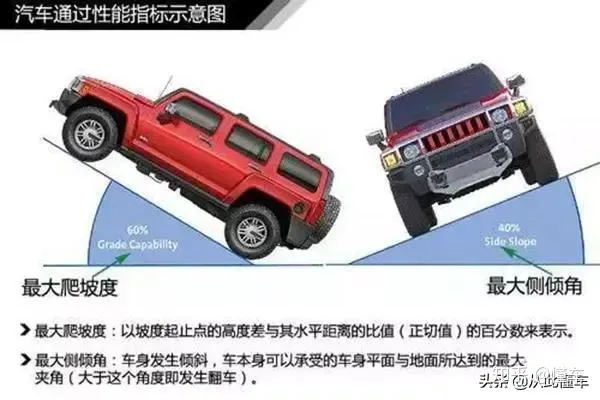 汽车通过性能指标示意图
60%
Grade Capability
40%
Side Slope
最大爬坡度
最大侧倾角
➤ 最大爬坡度：以坡度起止点的高度差与其水平距离的比值（正切值）的百分数来表示。
➤ 最大侧倾角：车身发生倾斜，车本身可以承受的车身平面与地面所达到的最大
夹角（大于这个角度即发生翻车）。
知乎 @懂车
头条 @从此懂车